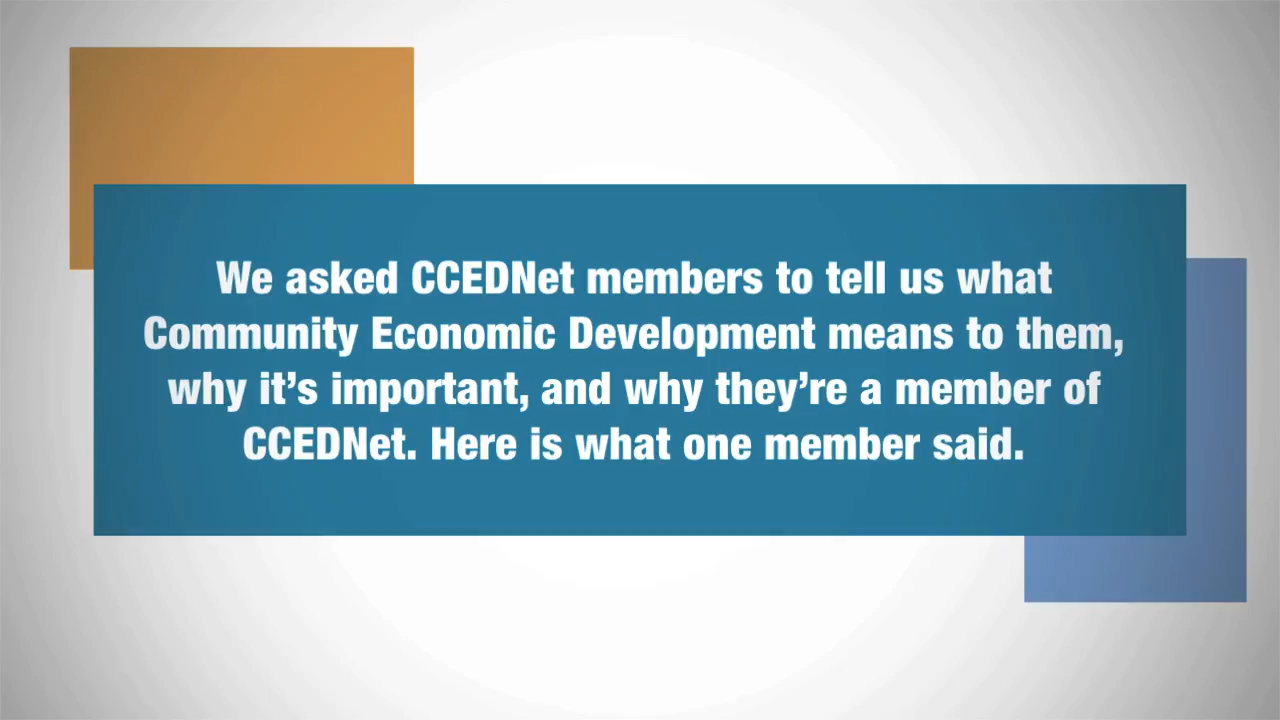 We asked CCEDNet members to tell us what
Community Economic Development means to them,
why it’s important, and why they’re a member of
CCEDNet. Here is what one member said.